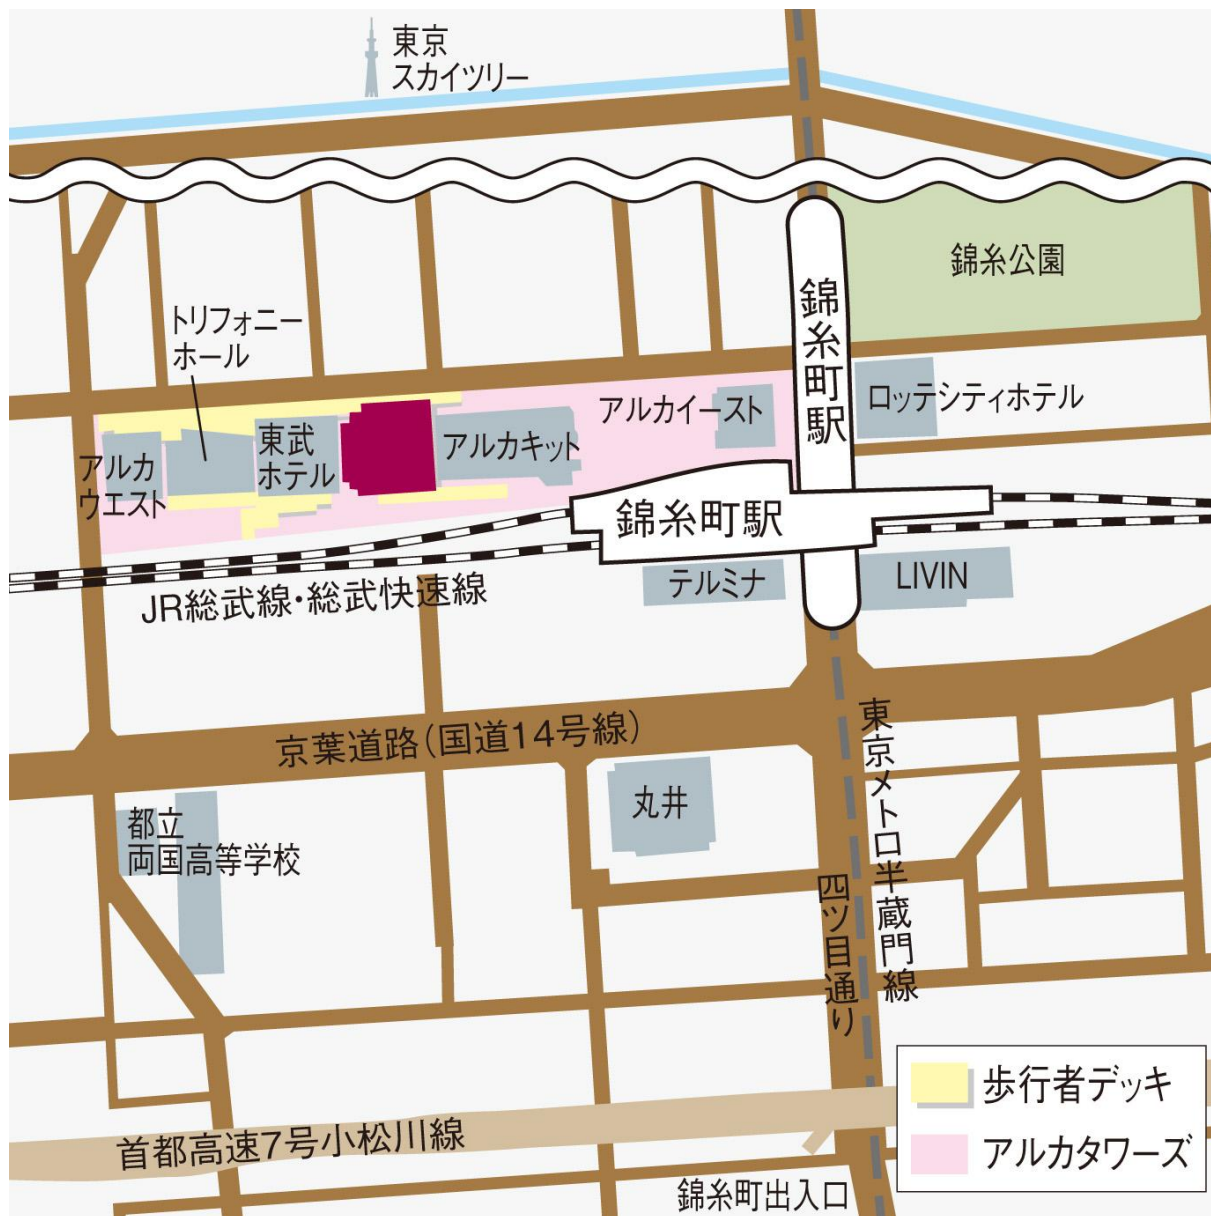 東京
スカイツリー
錦糸公園
錦糸町駅
トリフォニー
ホール
ロッテシティホテル
アルカイースト
東武
ホテル
アルカキット
アルカ
ウエスト
錦糸町駅
テルミナ
LIVIN
JR総武線・総武快速線
京葉道路(国道14号線)
東京メトロ半蔵門線
丸井
都立
両国高等学校
四ツ目通り
歩行者デッキ
アルカタワーズ
首都高速7号小松川線
錦糸町出入口